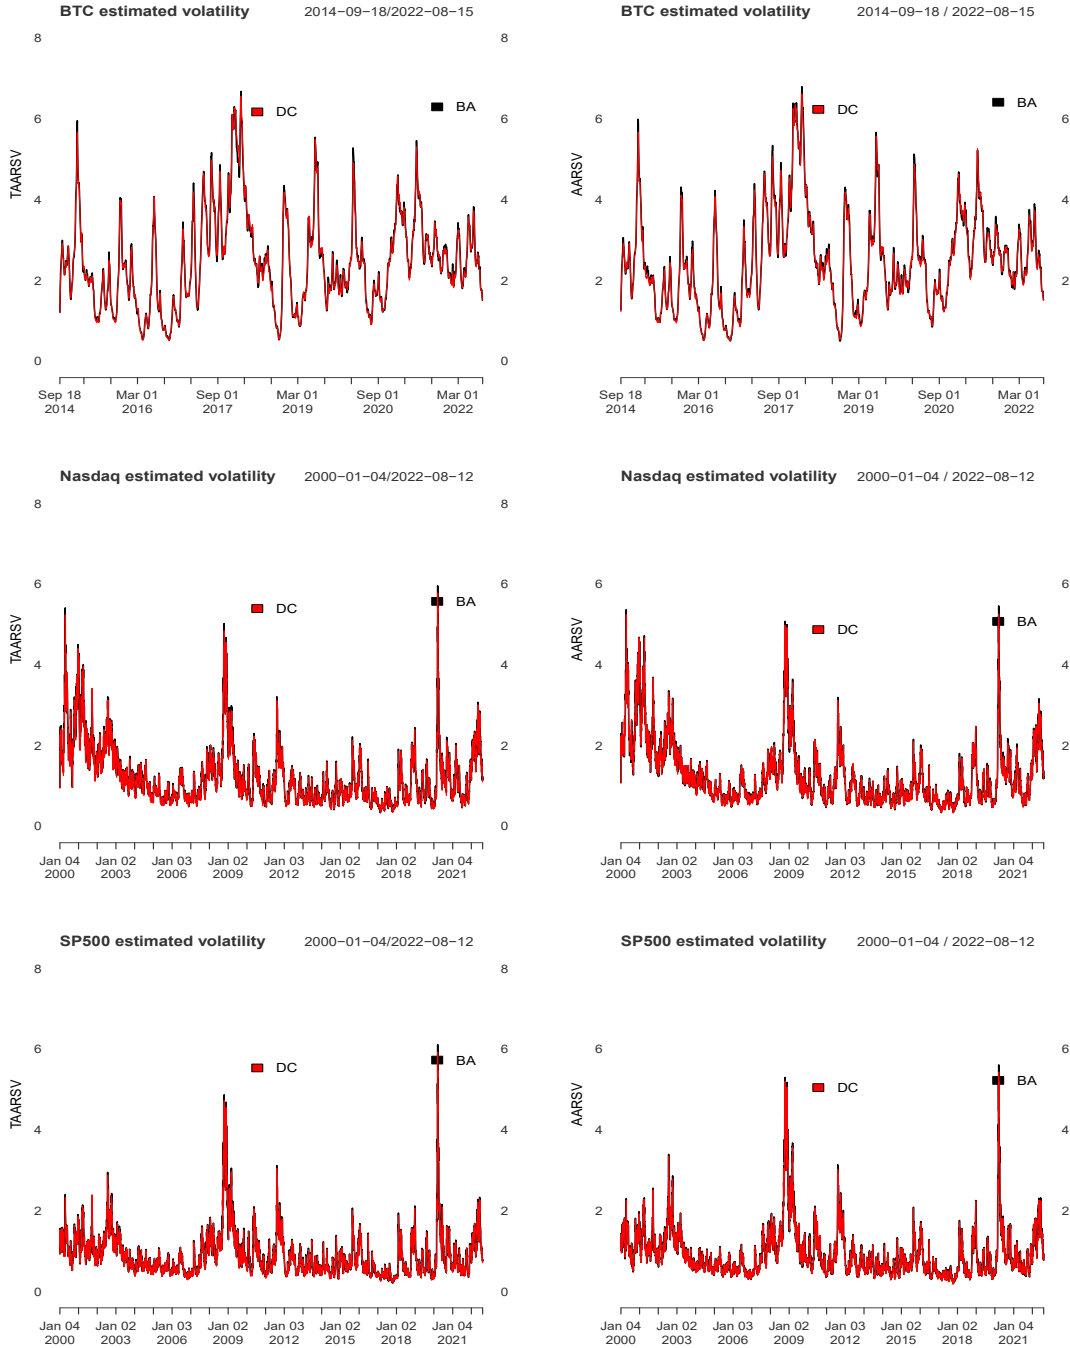 BTC estimated volatility 2014−09−18/2022−08−15
8 8
6
4 4
2 2
0 0
TAARSV
DC
BA
Sep 18 Mar 01 Sep 01 Mar 01 Sep 01 Mar 01
2014 2016 2017 2019 2020 2022
BTC estimated volatility 2014−09−18 / 2022−08−15
6 6
4 4
2 2
0
AARSV
DC
BA
Sep 18 Mar 01 Sep 01 Mar 01 Sep 01 Mar 01
2014 2016 2017 2019 2020 2022
Nasdaq estimated volatility 2000−01−04/2022−08−12
8 8
6 6
4 4
2 2
0 0
TAARSV
DC
BA
Jan 04 Jan 02 Jan 03 Jan 02 Jan 03 Jan 02 Jan 02 Jan 04
2000 2003 2006 2009 2012 2015 2018 2021
Nasdaq estimated volatility 2000−01−04 / 2022−08−12
6 6
4 4
2 2
AARSV
DC
BA
Jan 04 Jan 02 Jan 03 Jan 02 Jan 03 Jan 02 Jan 02 Jan 04
2000 2003 2006 2009 2012 2015 2018 2021
SP500 estimated volatility 2000−01−04/2022−08−12
8 8
6 6
4 4
2 2
0 0
TAARSV
DC
BA
Jan 04 Jan 02 Jan 03 Jan 02 Jan 03 Jan 02 Jan 02 Jan 04
2000 2003 2006 2009 2012 2015 2018 2021
SP500 estimated volatility 2000−01−04 / 2022−08−12
6 6
4 4
2 2
AARSV
DC
BA
Jan 04 Jan 02 Jan 03 Jan 02 Jan 03 Jan 02 Jan 02 Jan 04
2000 2003 2006 2009 2012 2015 2018 2021